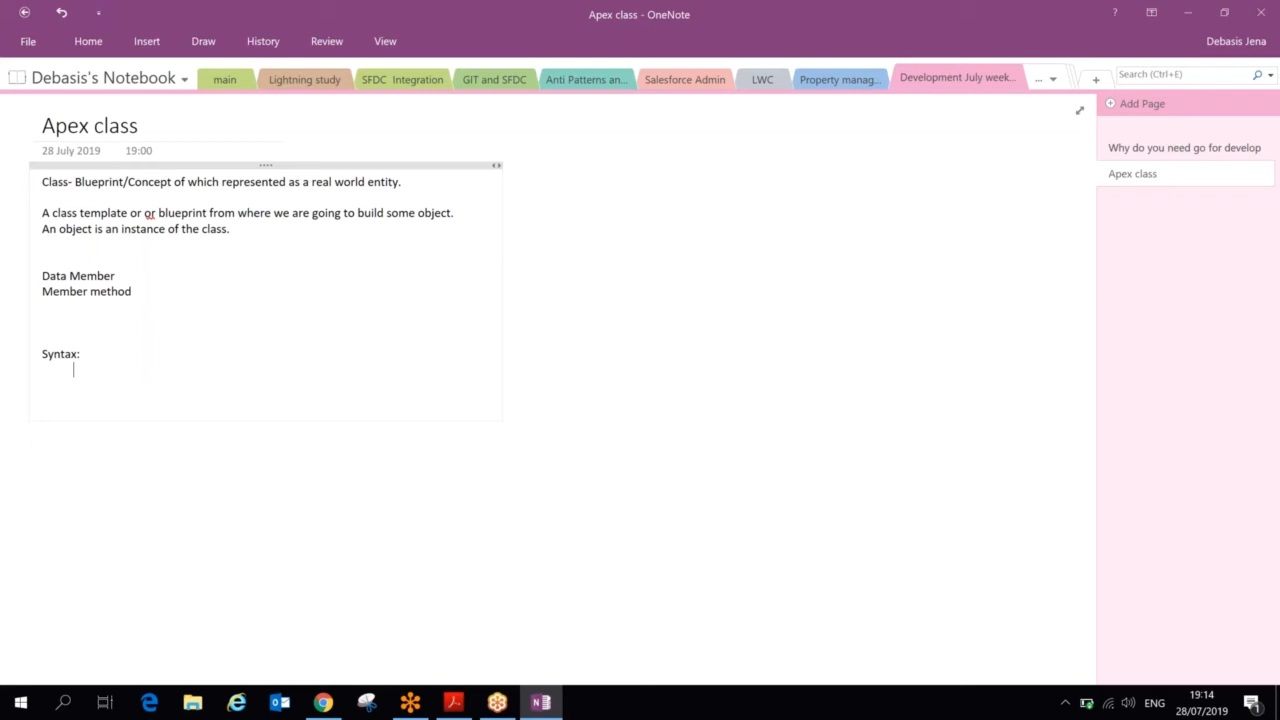 Apex class - OneNote
?
File Home Insert Draw History Review View Debasis Jena
Debasis's Notebook main Lightning study SFDC Integration GIT and SFDC Anti Patterns an... Salesforce Admin LWC Property manag... Development July week... ... + Search (Ctrl+E)
Add Page
Why do you need go for develop
Apex class
Apex class
28 July 2019 19:00
Class- Blueprint/Concept of which represented as a real world entity.
A class template or or blueprint from where we are going to build some object.
An object is an instance of the class.
Data Member
Member method
Syntax:
ENG
19:14
28/07/2019
1